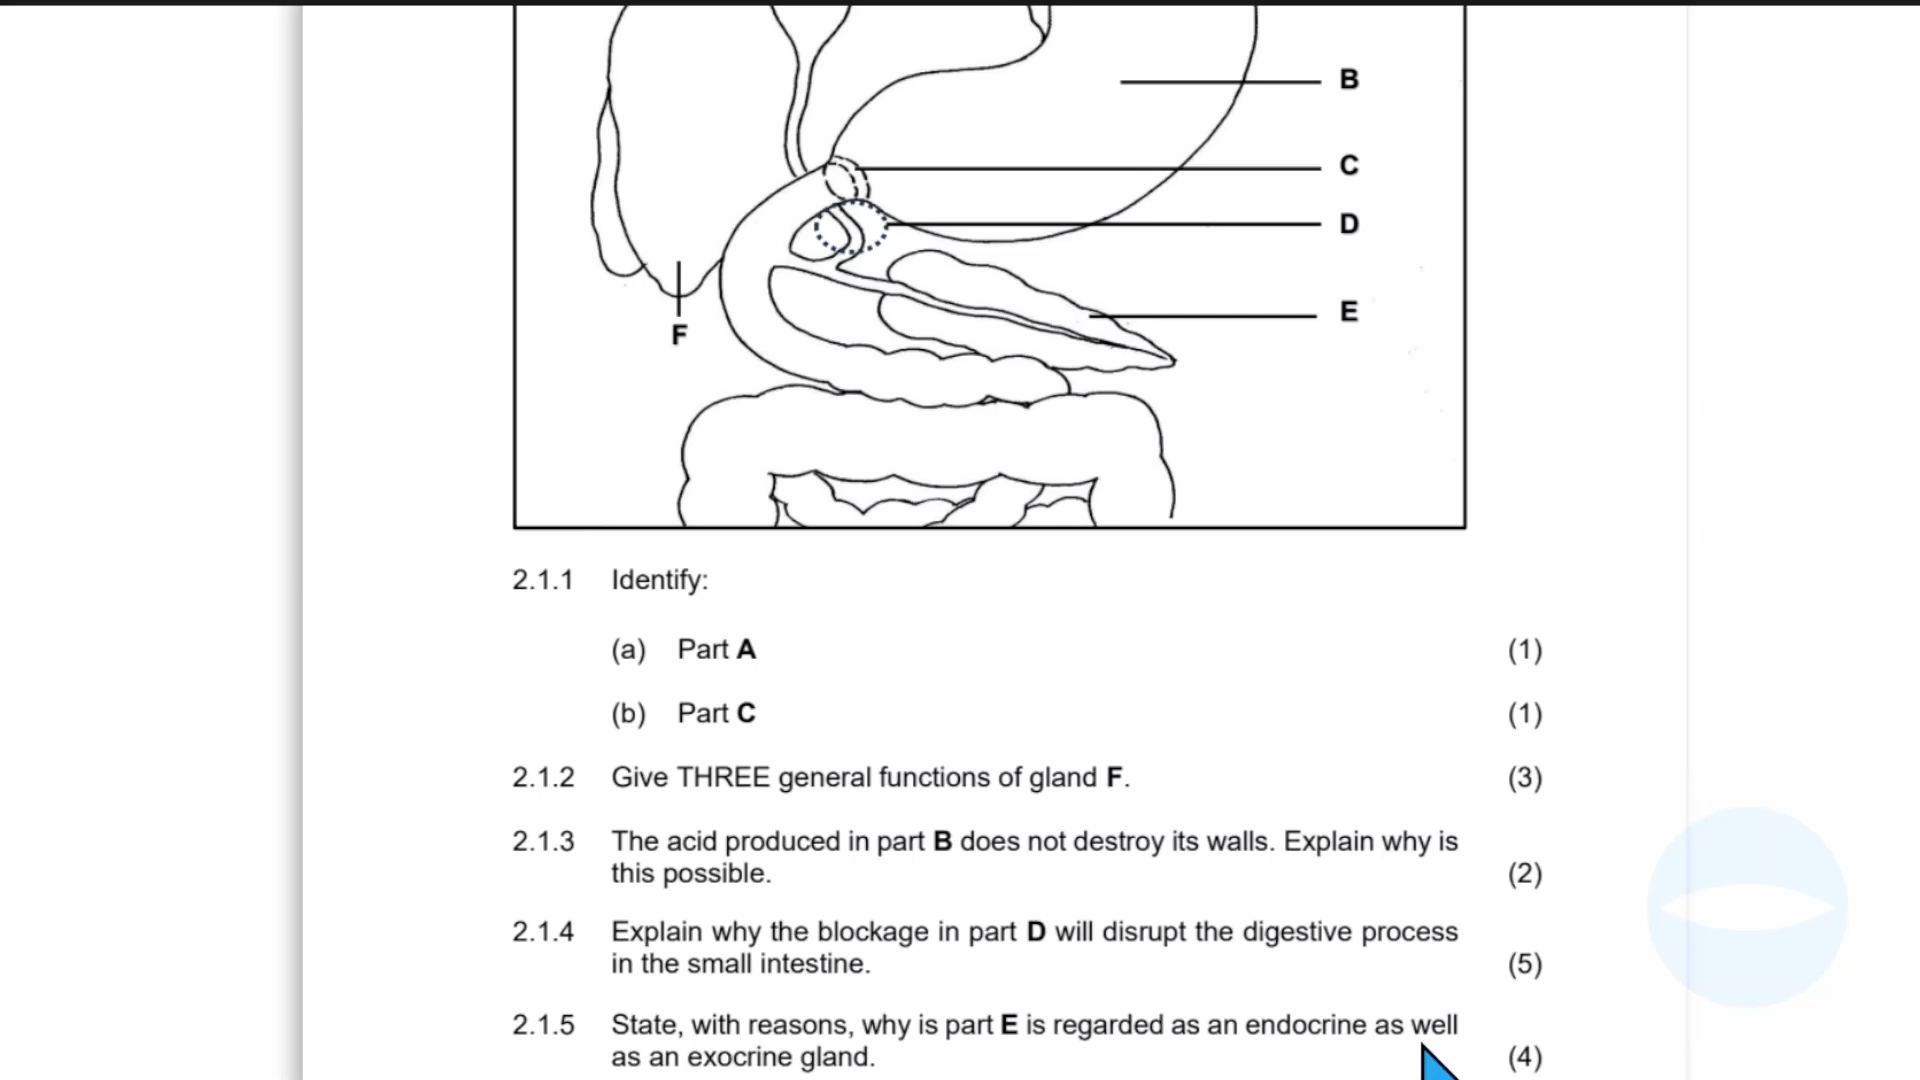 B
C
D
E
F
2.1.1 Identify:
(a) Part A (1)
(b) Part C (1)
2.1.2 Give THREE general functions of gland F. (3)
2.1.3 The acid produced in part B does not destroy its walls. Explain why is
this possible. (2)
2.1.4 Explain why the blockage in part D will disrupt the digestive process
in the small intestine. (5)
2.1.5 State, with reasons, why is part E is regarded as an endocrine as well
as an exocrine gland. (4)